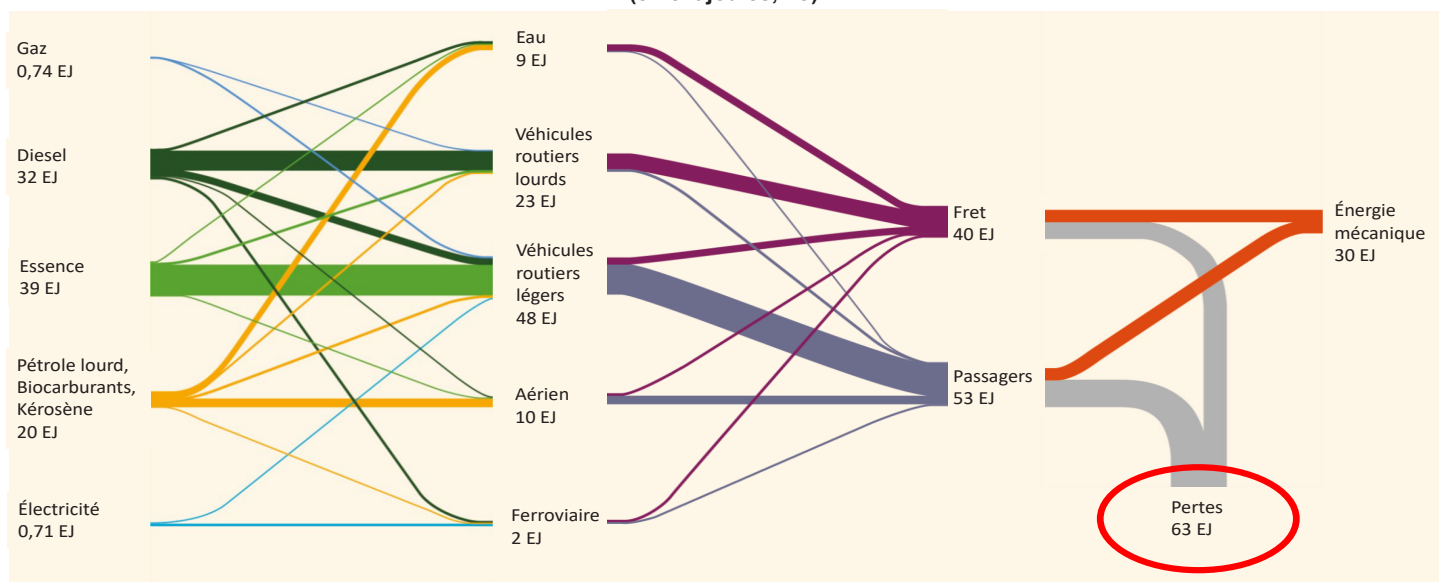 Gaz
0,74 EJ
Diesel
32 EJ
Essence
39 EJ
Pétrole lourd,
Biocarburants,
Kérosène
20 EJ
Électricité
0,71 EJ
Eau
9 EJ
Véhicules
routiers
lourds
23 EJ
Véhicules
routiers
légers
48 EJ
Aérien
10 EJ
Ferroviaire
2 EJ
Fret
40 EJ
Passagers
53 EJ
Énergie
mécanique
30 EJ
Pertes
63 EJ